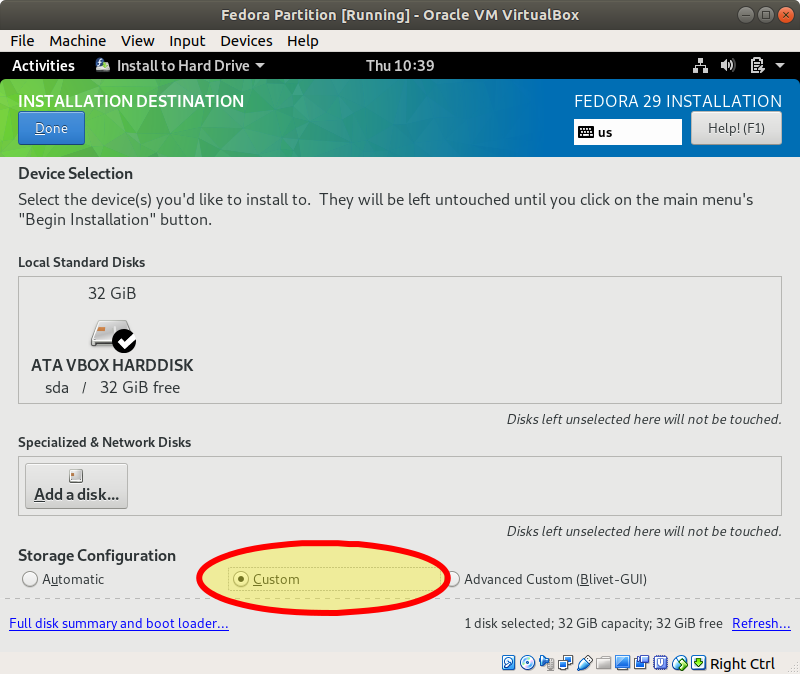 Fedora Partition [Running] - Oracle VM VirtualBox
File Machine View Input Devices Help
Activities Install to Hard Drive Thu 10:39
INSTALLATION DESTINATION FEDORA 29 INSTALLATION
Done us Help! (F1)
Device Selection
Select the device(s) you'd like to install to. They will be left untouched until you click on the main menu's
"Begin Installation" button.
Local Standard Disks
32 GiB
ATA VBOX HARDDISK
sda / 32 GiB free
Disks left unselected here will not be touched.
Specialized & Network Disks
Add a disk...
Disks left unselected here will not be touched.
Storage Configuration
Automatic Custom Advanced Custom (Blivet-GUI)
Full disk summary and boot loader... 1 disk selected; 32 GiB capacity; 32 GiB free Refresh...
Right Ctrl